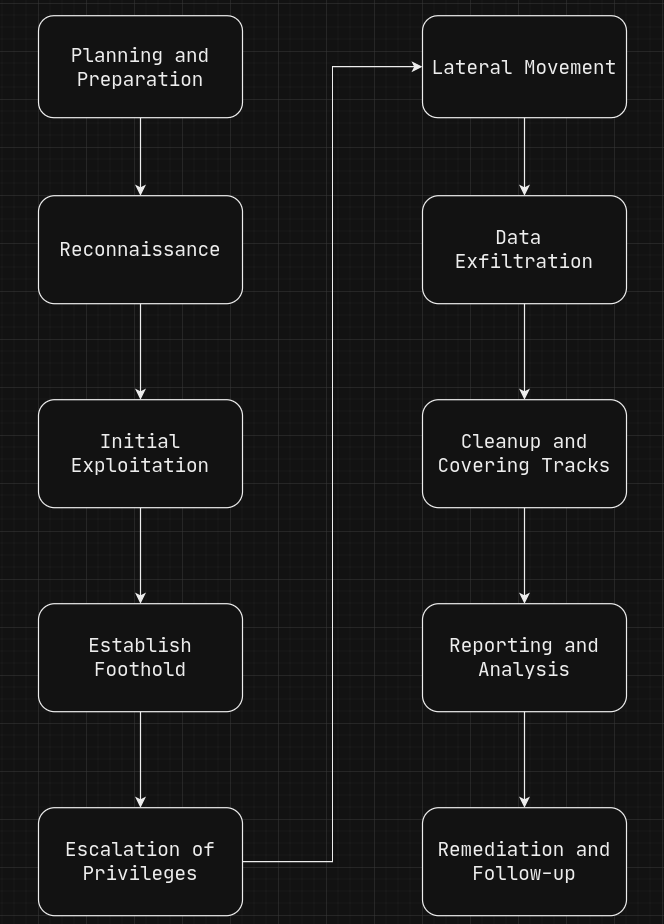 Planning and
Preparation
Reconnaissance
Initial
Exploitation
Establish
Foothold
Escalation of
Privileges
Lateral Movement
Data
Exfiltration
Cleanup and
Covering Tracks
Reporting and
Analysis
Remediation and
Follow-up